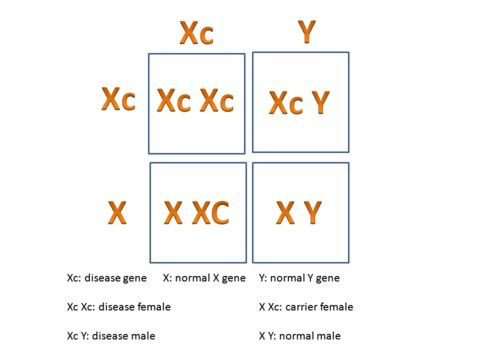 Xc Y
Xc Xc Xc Xc Y
X X XC X Y
Xc: disease gene X: normal X gene Y: normal Y gene
Xc Xc: disease female X Xc: carrier female
Xc Y: disease male X Y: normal male